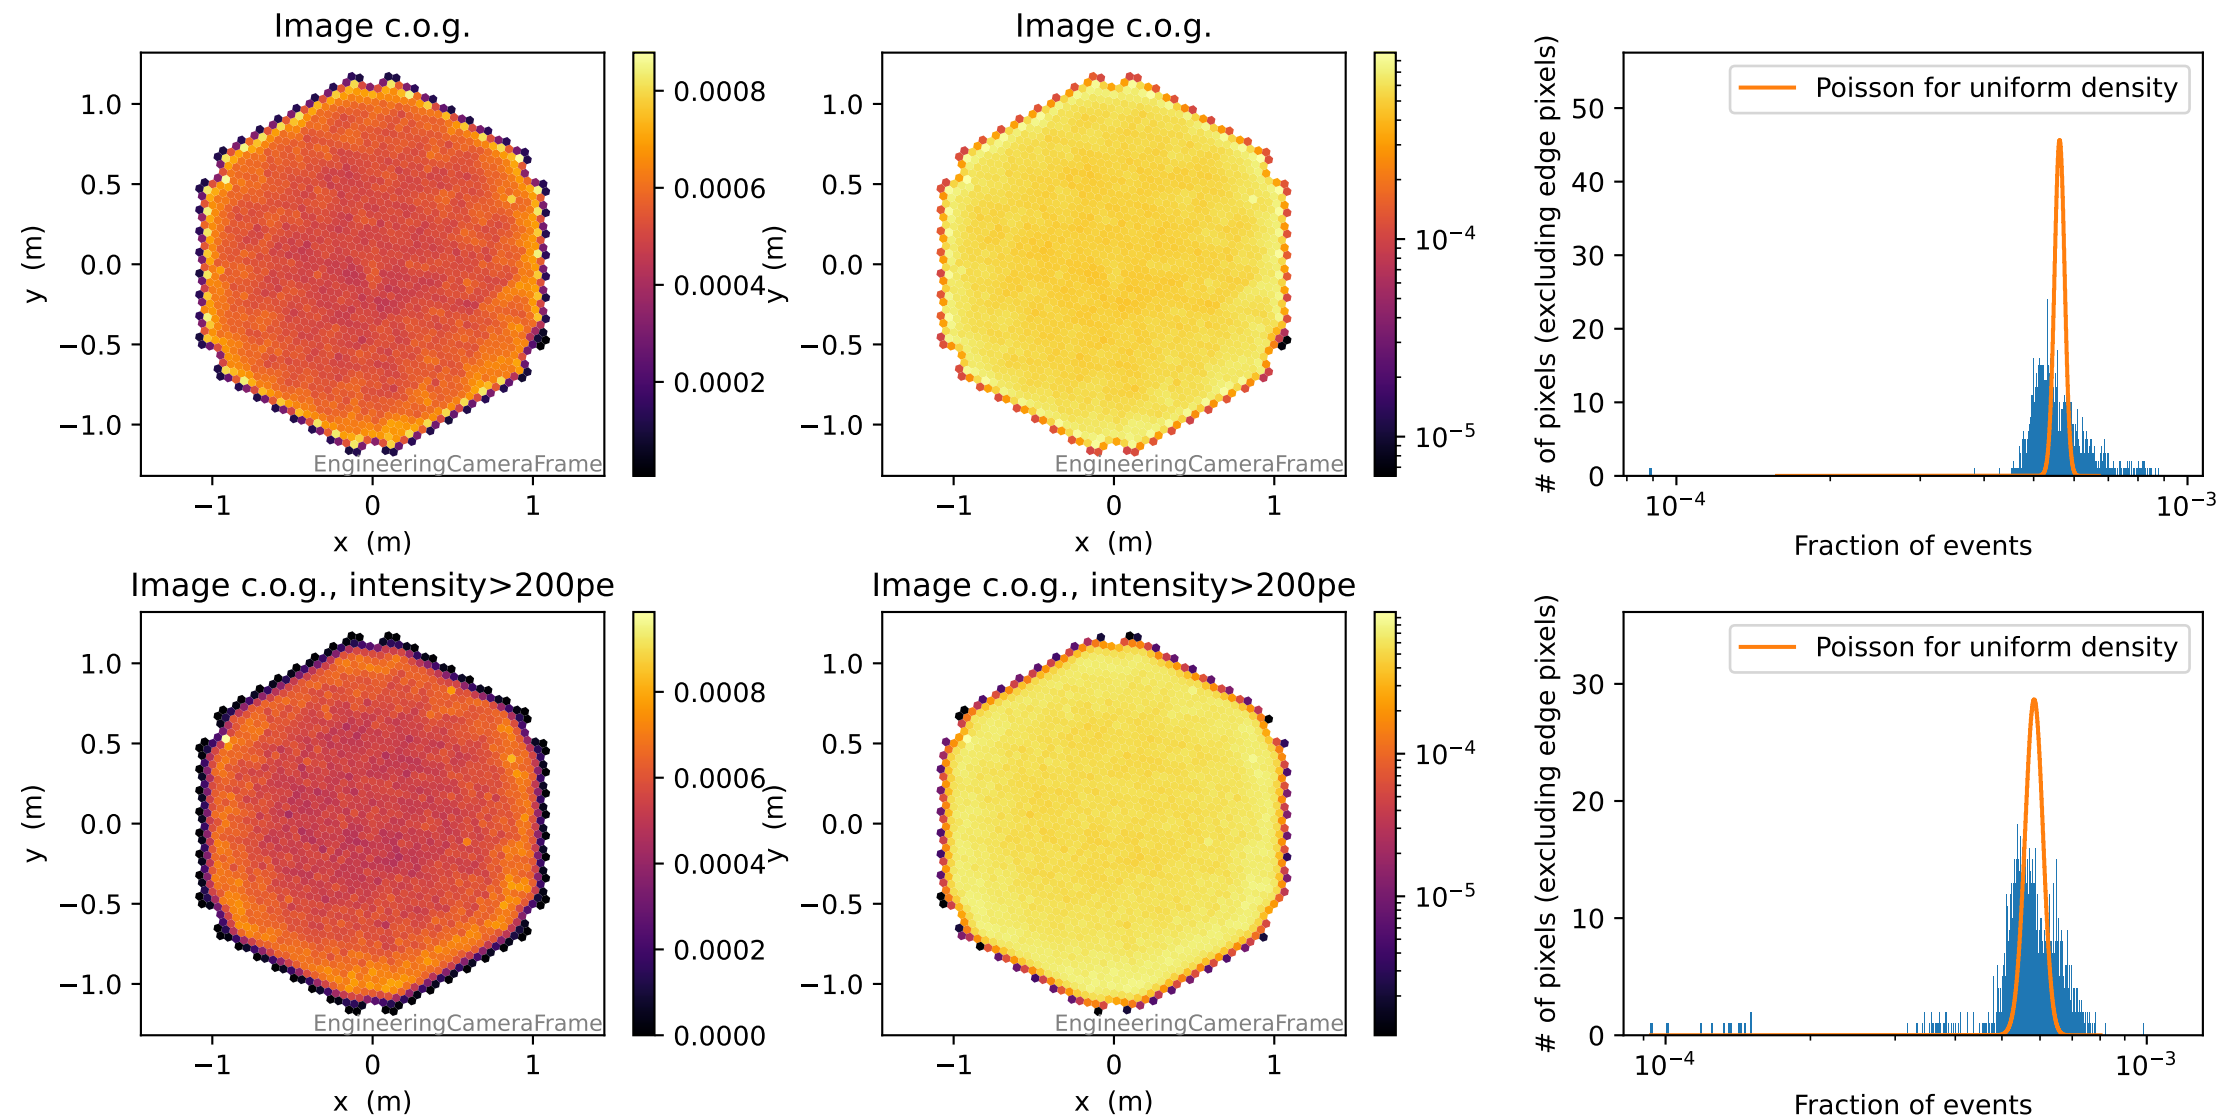 Image c.o.g.
Image c.o.g.
1.0
0.5
0.0
−0.5
−1.0
y (m)
−1
0
1
x (m)
EngineeringCameraFrame
0.0008
0.0006
0.0004
0.0002
1.0
0.5
0.0
−0.5
−1.0
y (m)
−1
0
1
x (m)
EngineeringCameraFrame
10⁻⁴
10⁻⁵
# of pixels (excluding edge pixels)
50
40
30
20
10
0
Poisson for uniform density
10⁻⁴
10⁻³
Fraction of events
Image c.o.g., intensity>200pe
Image c.o.g., intensity>200pe
1.0
0.5
0.0
−0.5
−1.0
y (m)
−1
0
1
x (m)
EngineeringCameraFrame
0.0008
0.0006
0.0004
0.0002
0.0000
1.0
0.5
0.0
−0.5
−1.0
y (m)
−1
0
1
x (m)
EngineeringCameraFrame
10⁻⁴
10⁻⁵
# of pixels (excluding edge pixels)
30
20
10
0
Poisson for uniform density
10⁻⁴
10⁻³
Fraction of events